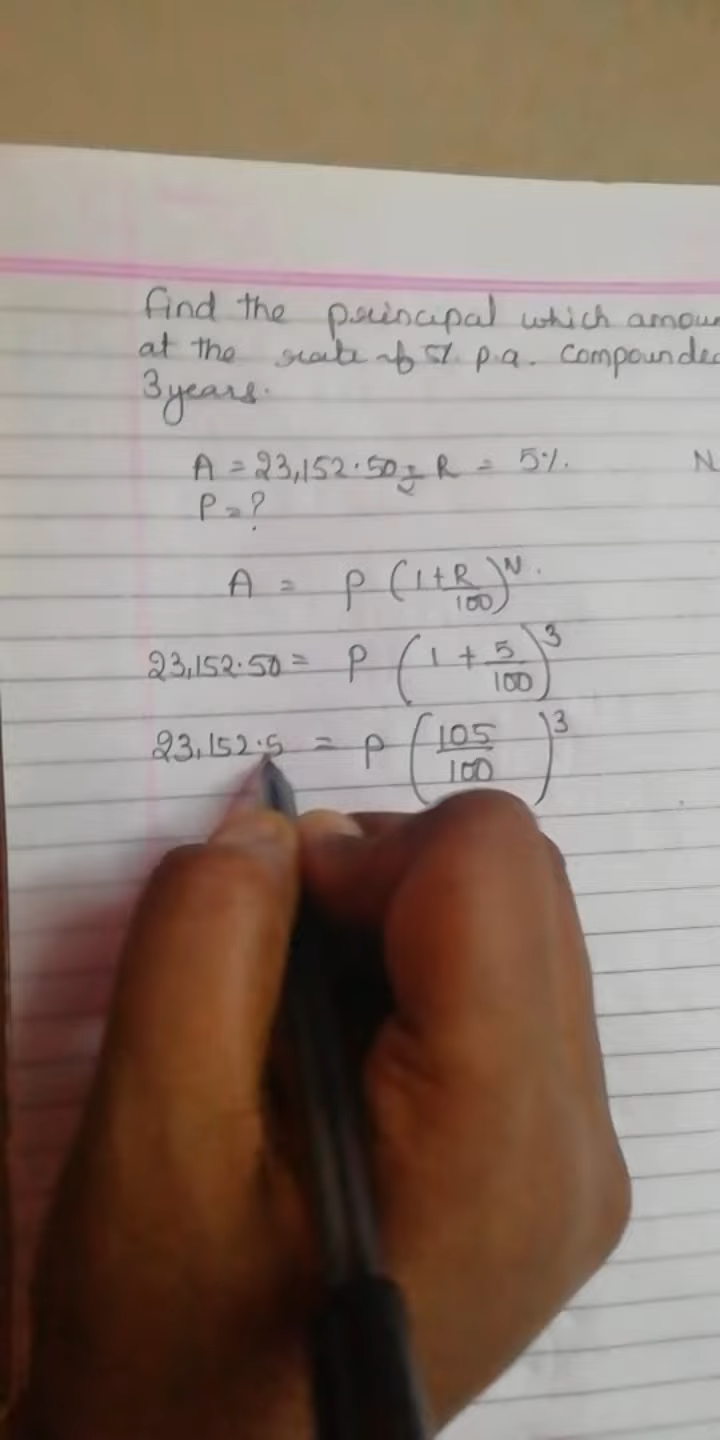 find the principal which amoun
at the rate of 5% p.a. compounded
3 years.
A = 23,152.50 R = 5%. N
P = ?
A = P (1+R/100)^N.
23,152.50 = P (1 + 5/100)^3
23,152.5 = P (105/100)^3